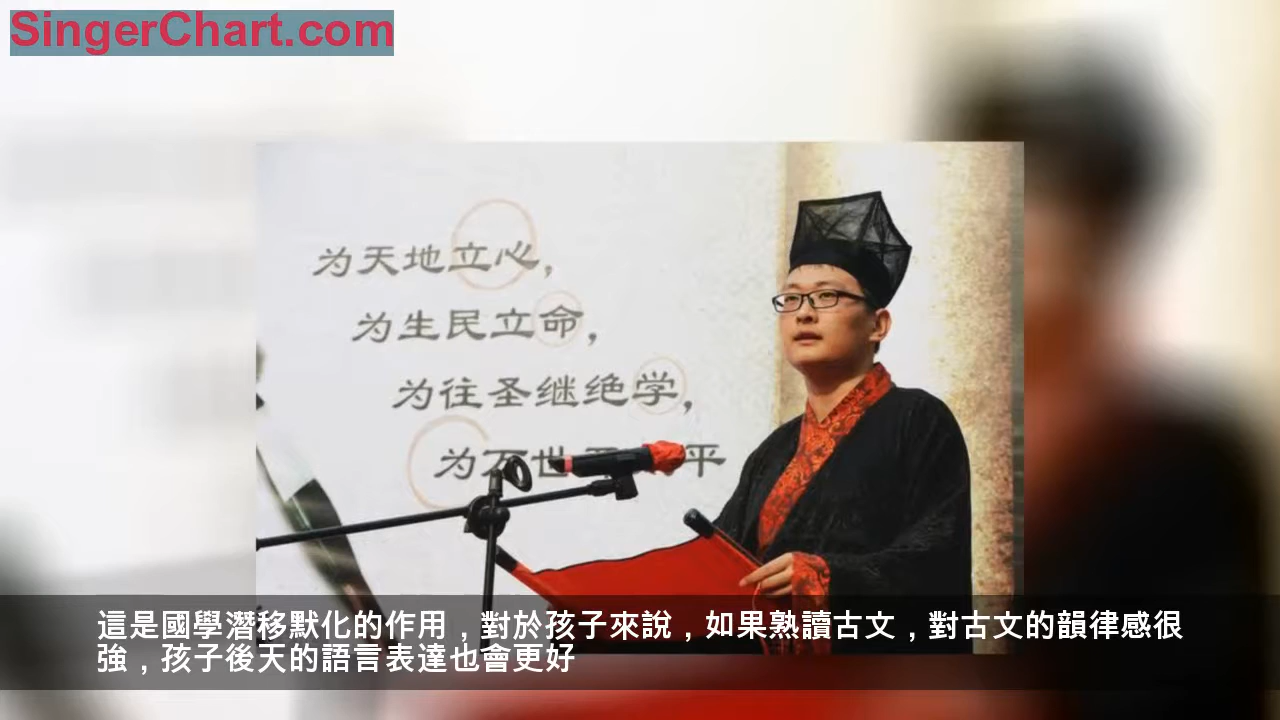 SingerChart.com
为天地立心,
为生民立命,
为往圣继绝学,
为万世 平
這是國學潛移默化的作用，對於孩子來說，如果熟讀古文，對古文的韻律感很
強，孩子後天的語言表達也會更好